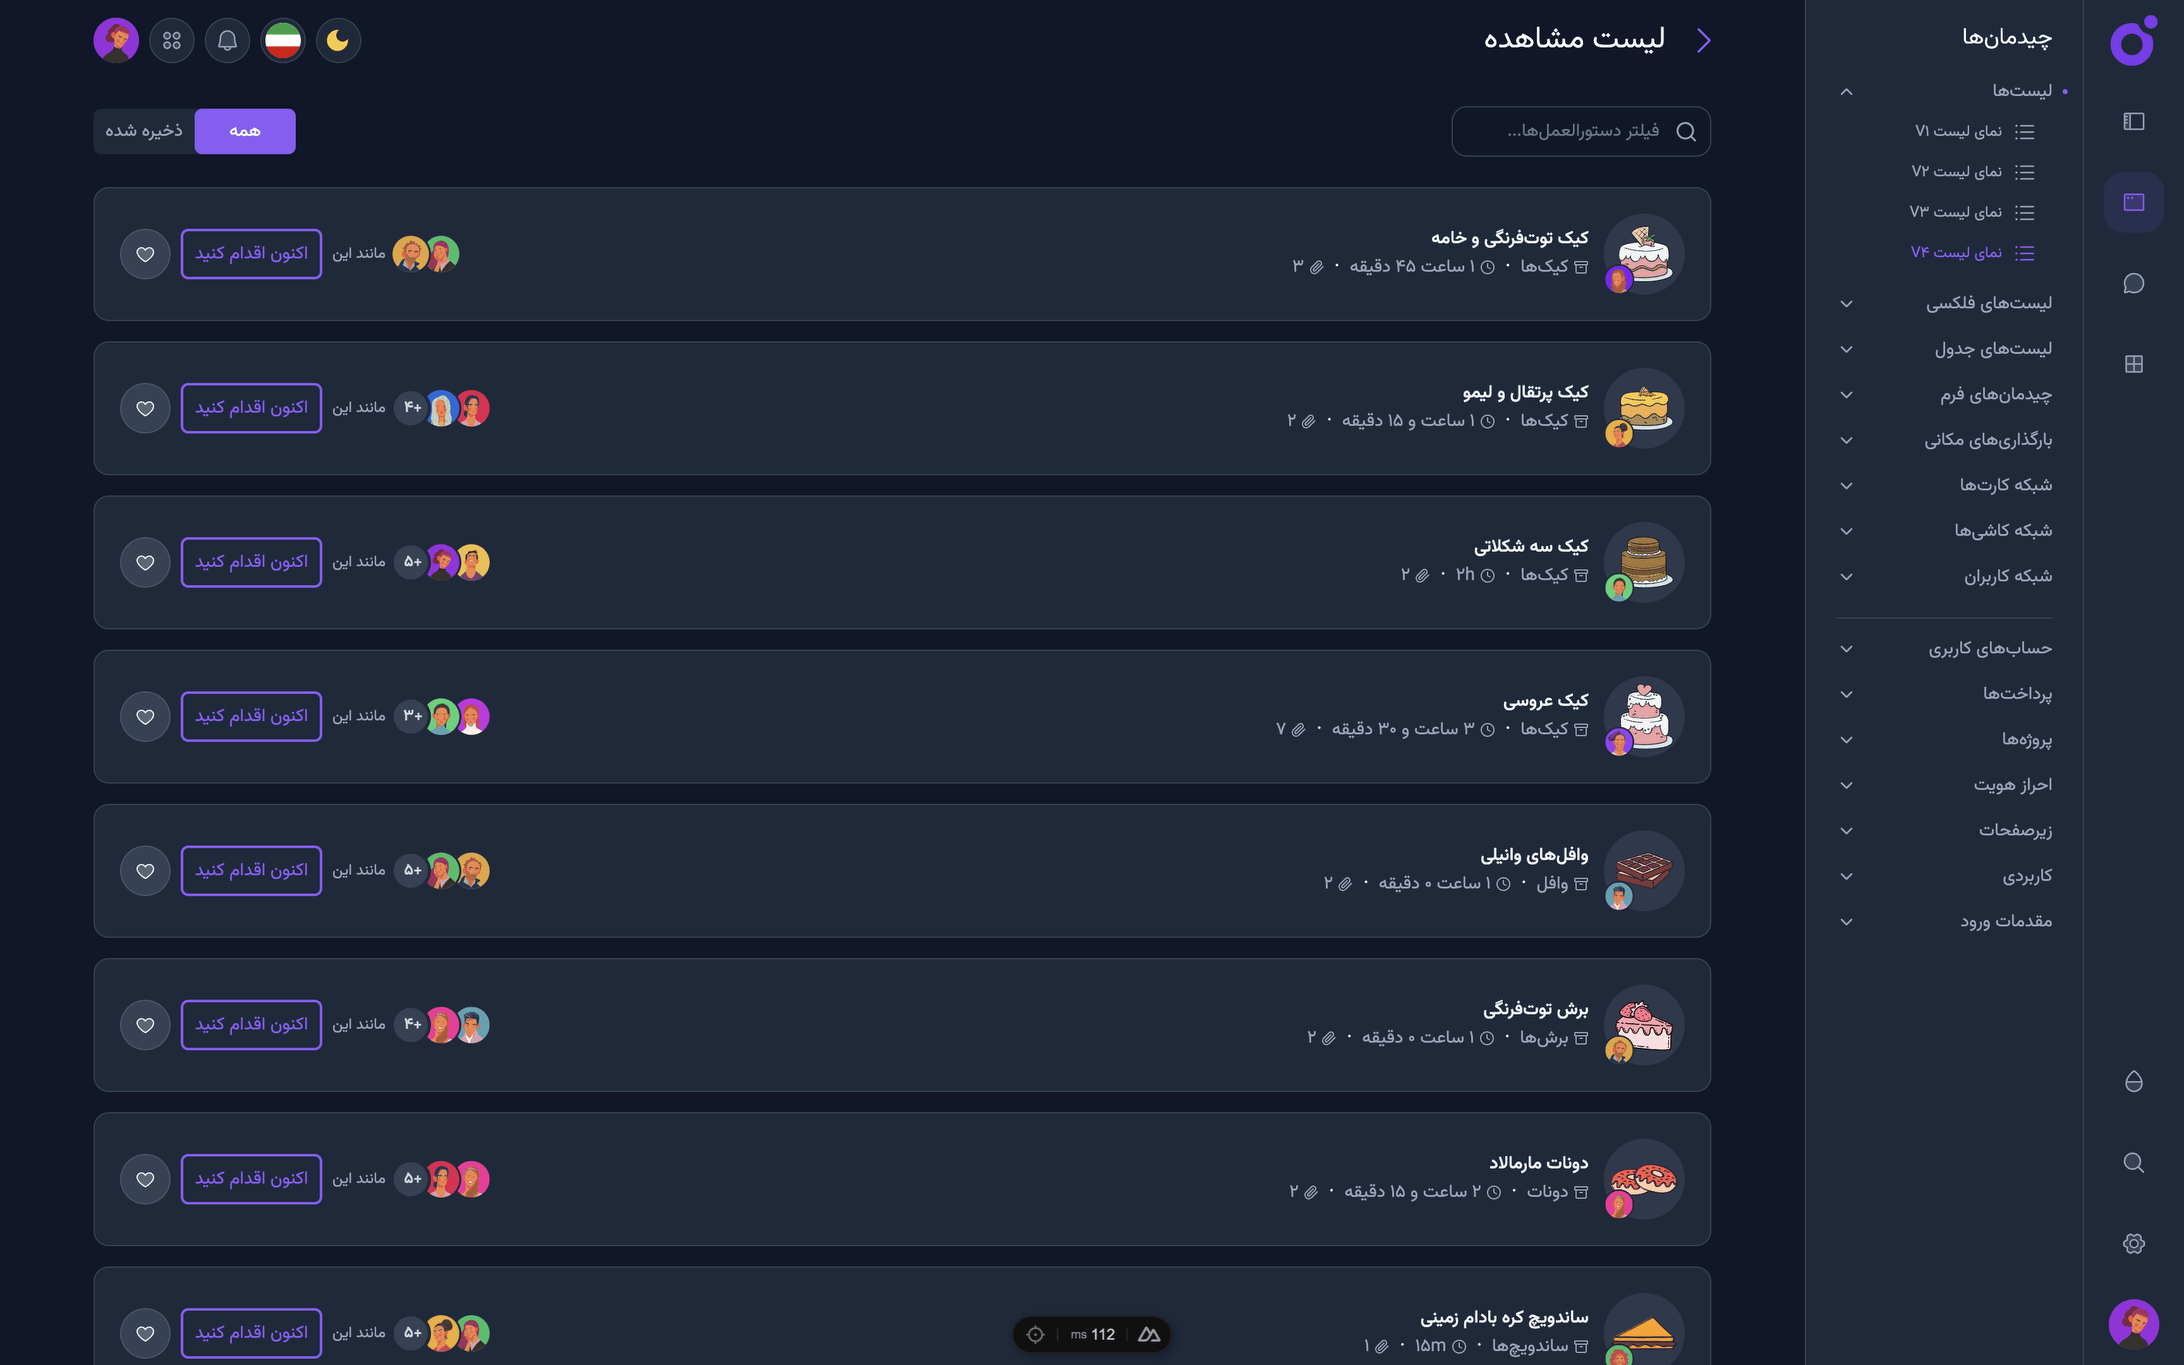 چیدمان‌ها
لیست‌ها
نمای لیست V۱
نمای لیست V۲
نمای لیست V۳
نمای لیست V۴
لیست‌های فلکسی
لیست‌های جدول
چیدمان‌های فرم
بارگذاری‌های مکانی
شبکه کارت‌ها
شبکه کاشی‌ها
شبکه کاربران
حساب‌های کاربری
پرداخت‌ها
پروژه‌ها
احراز هویت
زیرصفحات
کاربردی
مقدمات ورود
لیست مشاهده
فیلتر دستورالعمل‌ها...
همه
ذخیره شده
کیک توت‌فرنگی و خامه
کیک‌ها · ۱ ساعت ۴۵ دقیقه · ۳
مانند این
اکنون اقدام کنید
کیک پرتقال و لیمو
کیک‌ها · ۱ ساعت و ۱۵ دقیقه · ۲
+۴
مانند این
اکنون اقدام کنید
کیک سه شکلاتی
کیک‌ها · ۲h · ۲
+۵
مانند این
اکنون اقدام کنید
کیک عروسی
کیک‌ها · ۳ ساعت و ۳۰ دقیقه · ۷
+۳
مانند این
اکنون اقدام کنید
وافل‌های وانیلی
وافل · ۱ ساعت ۰ دقیقه · ۲
+۵
مانند این
اکنون اقدام کنید
برش توت‌فرنگی
برش‌ها · ۱ ساعت ۰ دقیقه · ۲
+۴
مانند این
اکنون اقدام کنید
دونات مارمالاد
دونات · ۲ ساعت و ۱۵ دقیقه · ۲
+۵
مانند این
اکنون اقدام کنید
ساندویچ کره بادام زمینی
ساندویچ‌ها · ۱۵m · ۱
+۵
مانند این
اکنون اقدام کنید
112 ms